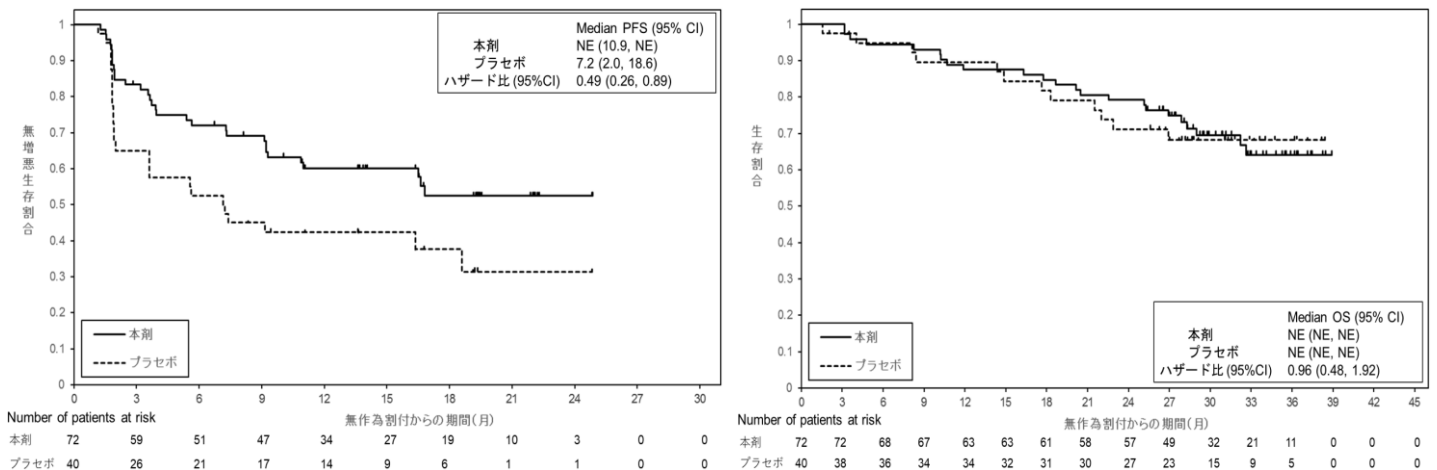 Median PFS (95% CI)
本剤 NE (10.9, NE)
プラセボ 7.2 (2.0, 18.6)
ハザード比 (95%CI) 0.49 (0.26, 0.89)
1
0.9
0.8
0.7
0.6
0.5
0.4
0.3
0.2
0.1
0
無増悪生存割合
本剤
プラセボ
0 3 6 9 12 15 18 21 24 27 30
Number of patients at risk
無作為割付からの期間(月)
本剤 72 59 51 47 34 27 19 10 3 0 0
プラセボ 40 26 21 17 14 9 6 1 1 0 0
1
0.9
0.8
0.7
0.6
0.5
0.4
0.3
0.2
0.1
0
生存割合
本剤
プラセボ
Median OS (95% CI)
本剤 NE (NE, NE)
プラセボ NE (NE, NE)
ハザード比 (95%CI) 0.96 (0.48, 1.92)
0 3 6 9 12 15 18 21 24 27 30 33 36 39 42 45
Number of patients at risk
無作為割付からの期間(月)
本剤 72 72 68 67 63 63 61 58 57 49 32 21 11 0 0 0
プラセボ 40 38 36 34 34 32 31 30 27 23 15 9 5 0 0 0